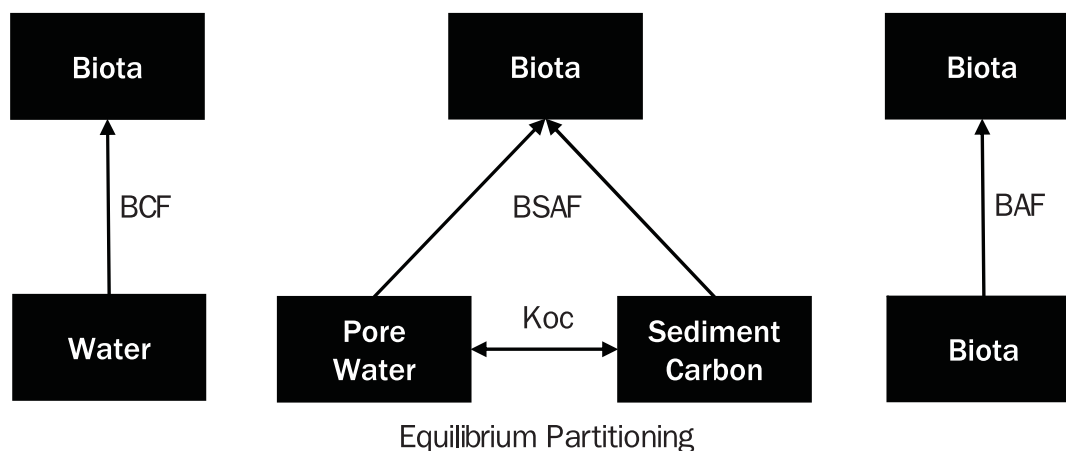 Biota
Biota
Biota
BCF
BSAF
BAF
Water
Pore
Water
Koc
Sediment
Carbon
Biota
Equilibrium Partitioning